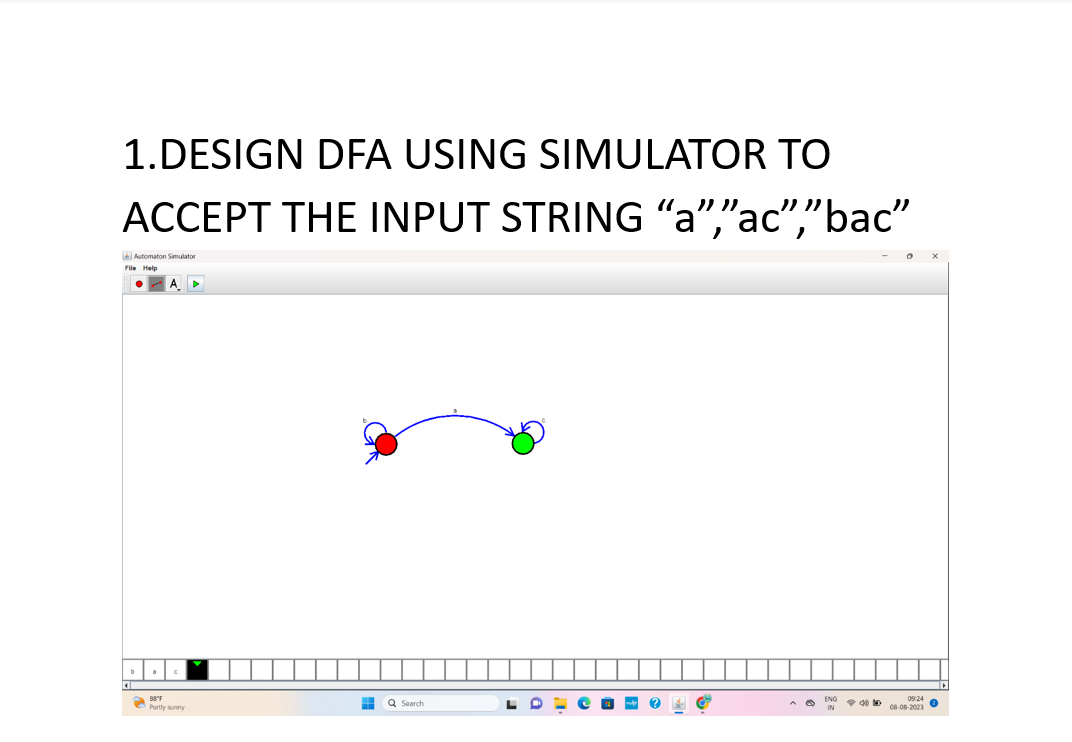 1.DESIGN DFA USING SIMULATOR TO
ACCEPT THE INPUT STRING “a”,”ac”,”bac”
Automaton Simulator
File Help
A
a
b
c
b a c
88°F
Partly sunny
Search
ENG
IN
09:24
08-08-2023
2